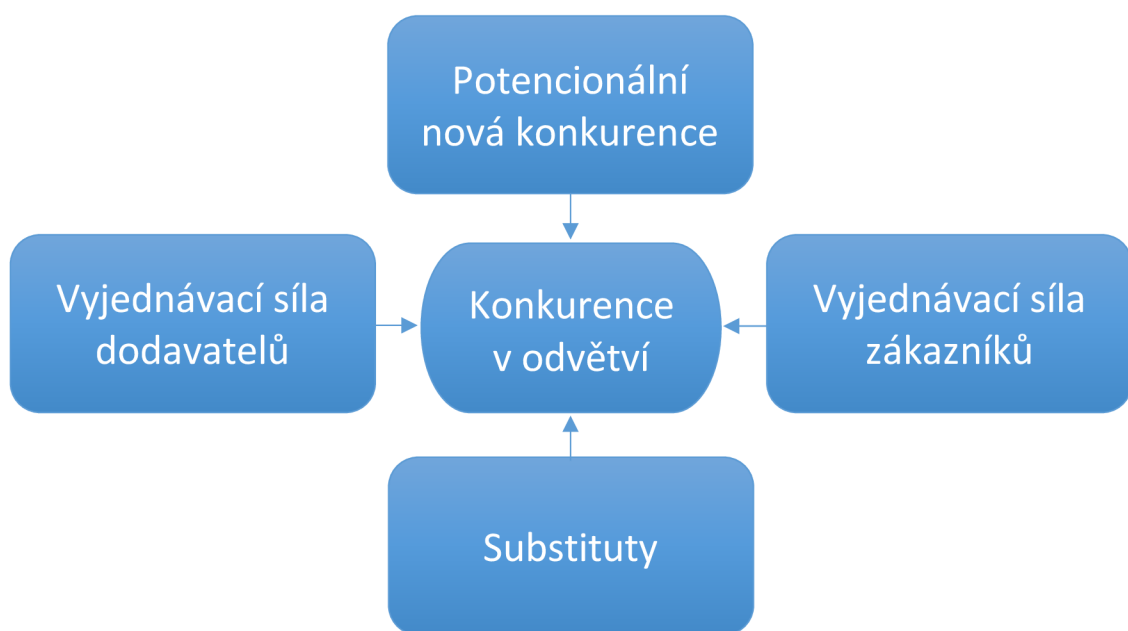 Potencionální
nová konkurence
Vyjednávací síla
dodavatelů
Konkurence
v odvětví
Vyjednávací síla
zákazníků
Substituty